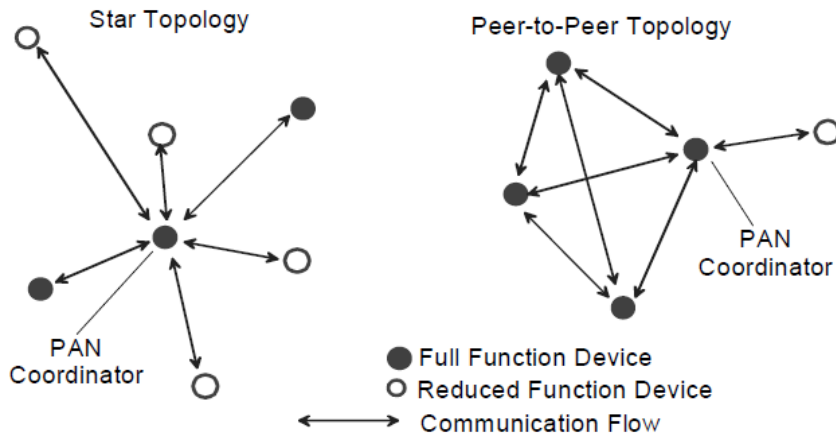 Star Topology
Peer-to-Peer Topology
PAN
Coordinator
PAN
Coordinator
Full Function Device
Reduced Function Device
Communication Flow